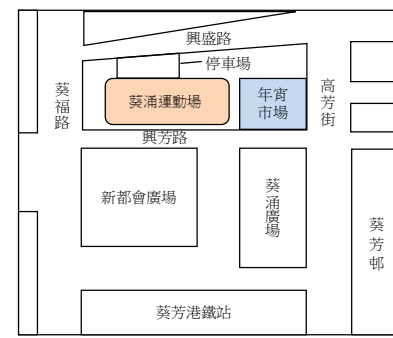 興盛路
停車場
葵福路
葵涌運動場
年宵
市場
高芳街
興芳路
新都會廣場
葵涌廣場
葵芳邨
葵芳港鐵站